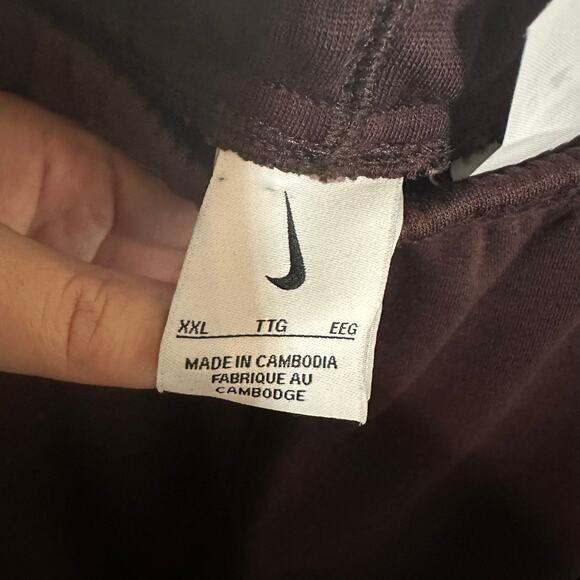 XXL TTG EEG
MADE IN CAMBODIA
FABRIQUE AU
CAMBODGE